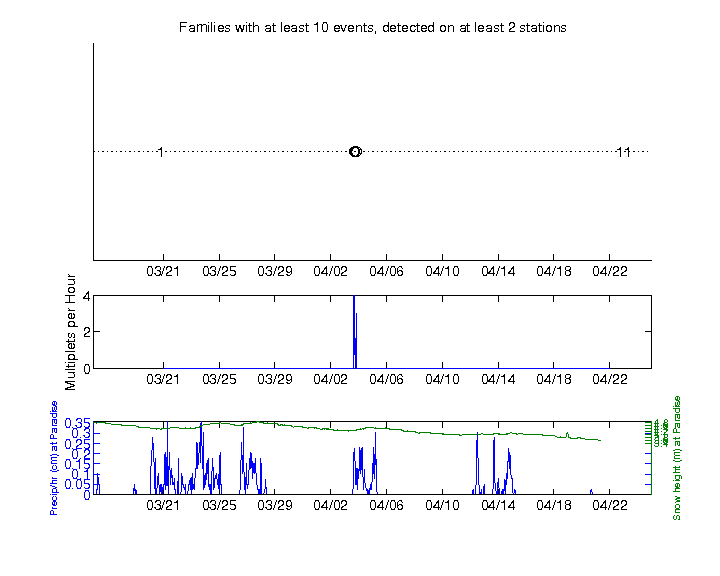 Families with at least 10 events, detected on at least 2 stations
1 11
03/21 03/25 03/29 04/02 04/06 04/10 04/14 04/18 04/22
Multiplets per Hour
4
2
0
03/21 03/25 03/29 04/02 04/06 04/10 04/14 04/18 04/22
Precip/hr (cm) at Paradise
0.35
0.3
0.25
0.2
0.15
0.1
0.05
0
Snow height (m) at Paradise
03/21 03/25 03/29 04/02 04/06 04/10 04/14 04/18 04/22